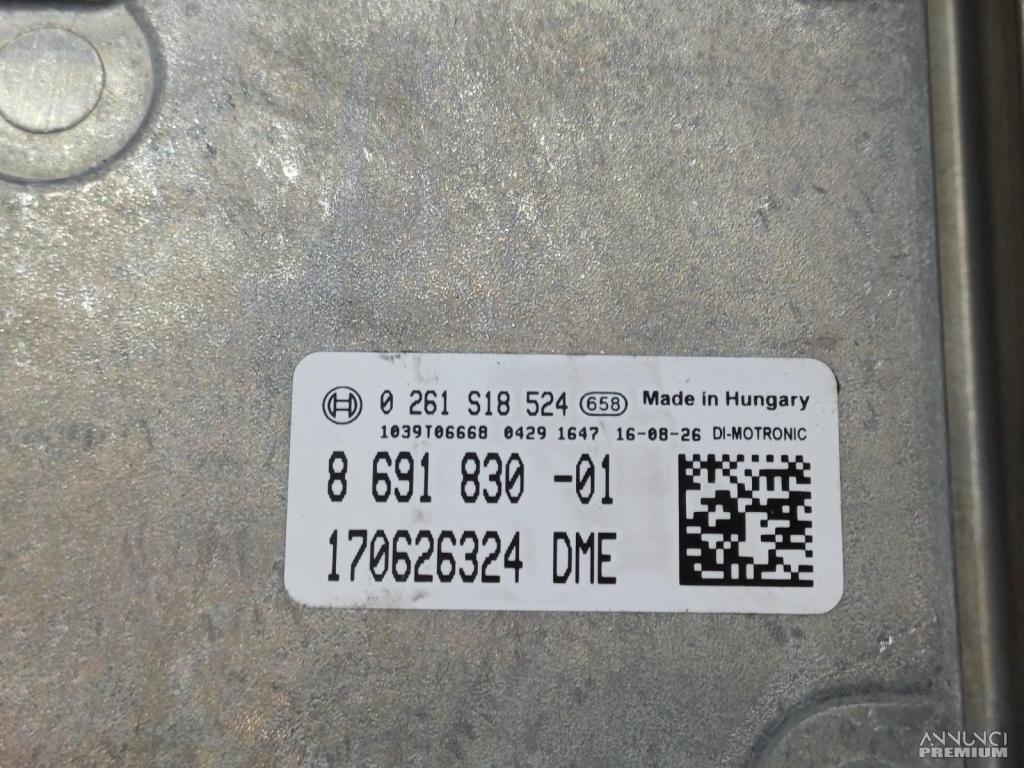 0 261 S18 524 658 Made in Hungary
1039T06668 0429 1647 16-08-26 DI-MOTRONIC
8 691 830 -01
170626324 DME
ANNUNCI
PREMIUM